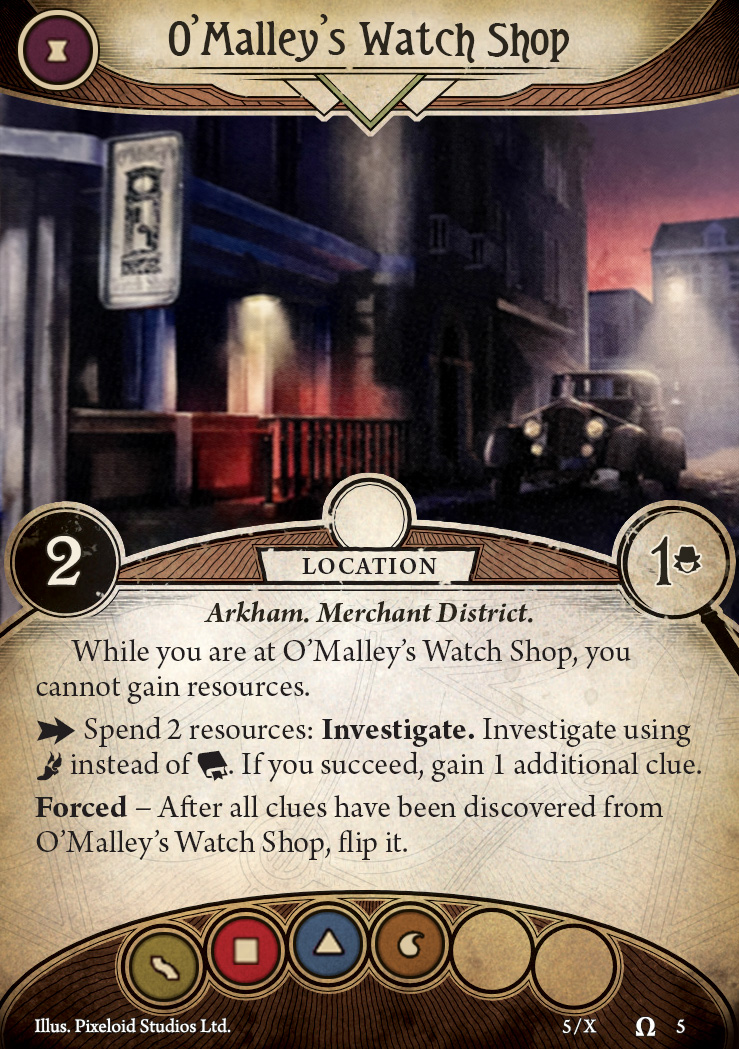 O'Malley's Watch Shop
2
LOCATION
1
Arkham. Merchant District.
While you are at O'Malley's Watch Shop, you
cannot gain resources.
Spend 2 resources: Investigate. Investigate using
instead of . If you succeed, gain 1 additional clue.
Forced – After all clues have been discovered from
O'Malley's Watch Shop, flip it.
Illus. Pixeloid Studios Ltd.
5/X Ω 5